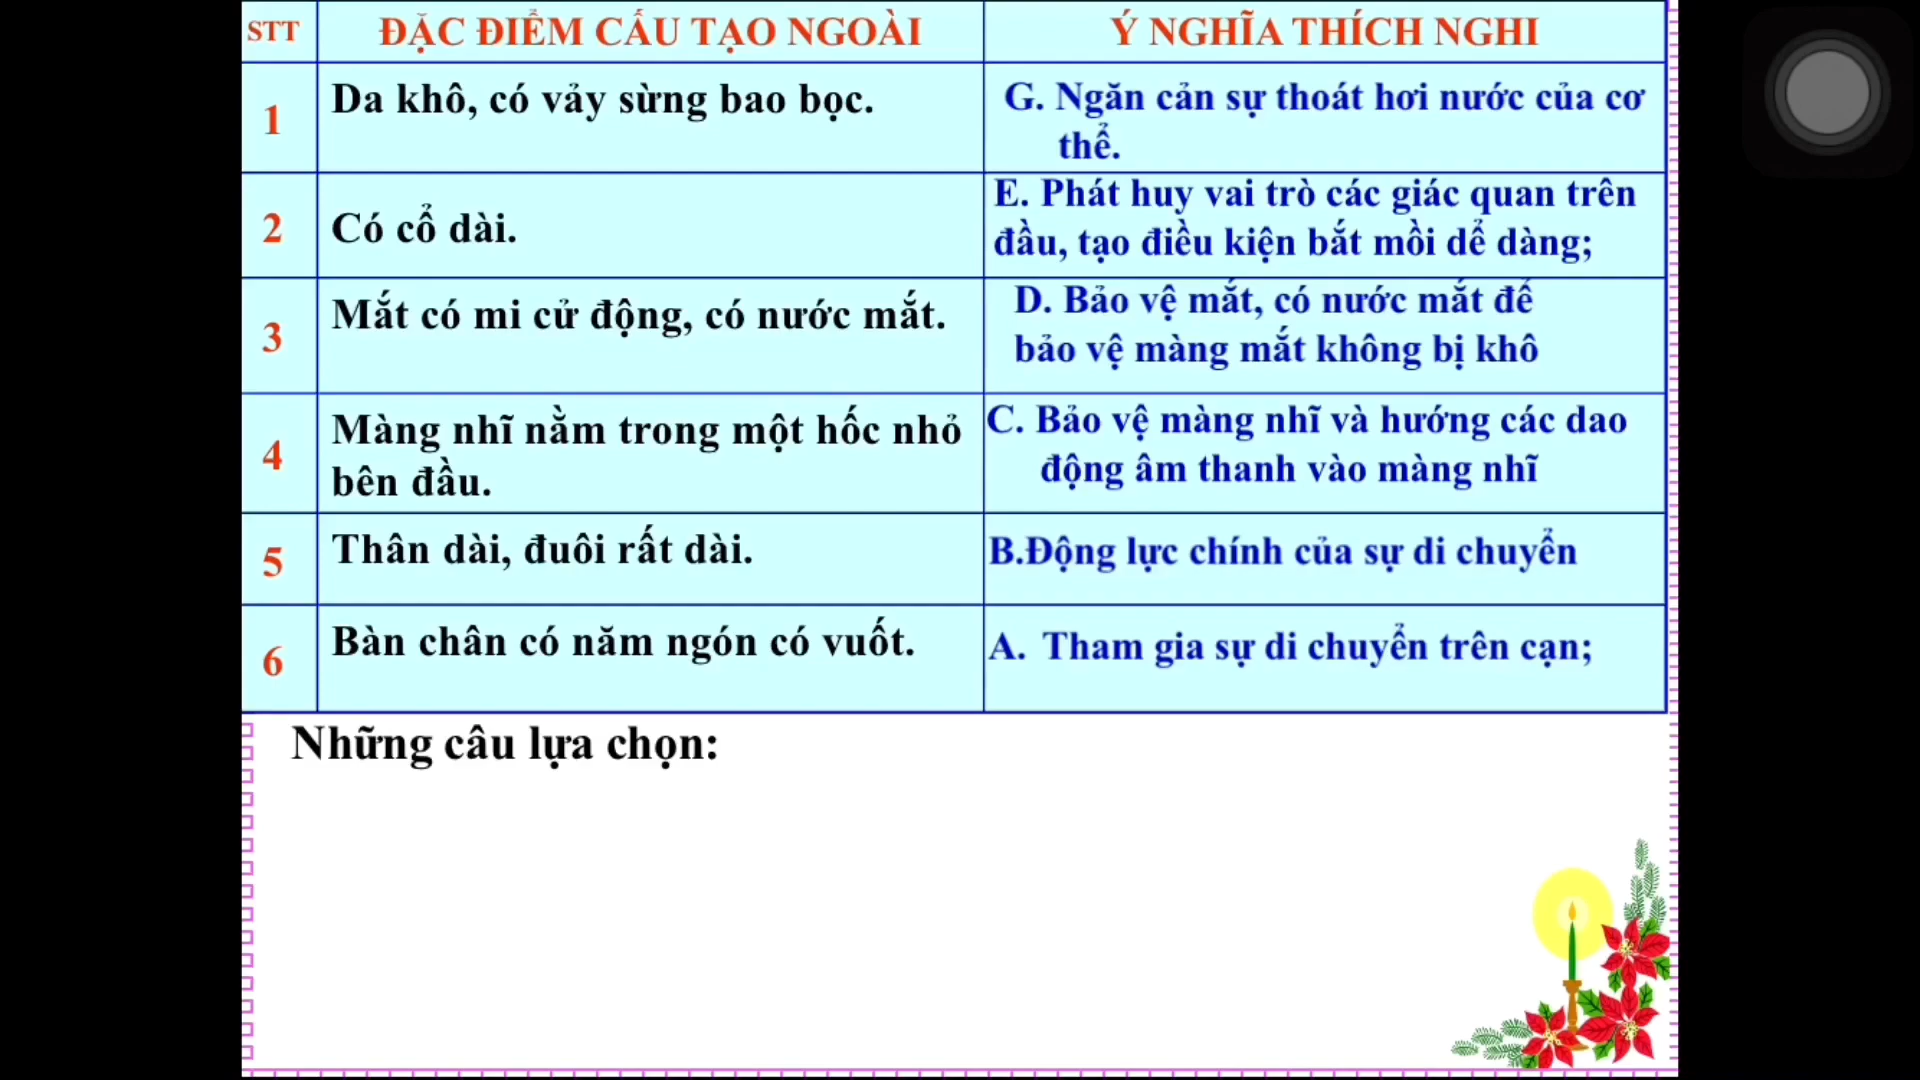 STT ĐẶC ĐIỂM CẤU TẠO NGOÀI Ý NGHĨA THÍCH NGHI
1
Da khô, có vảy sừng bao bọc.
G. Ngăn cản sự thoát hơi nước của cơ
thể.
2
Có cổ dài.
E. Phát huy vai trò các giác quan trên
đầu, tạo điều kiện bắt mồi dể dàng;
3
Mắt có mi cử động, có nước mắt.
D. Bảo vệ mắt, có nước mắt để
bảo vệ màng mắt không bị khô
4
Màng nhĩ nằm trong một hốc nhỏ
bên đầu.
C. Bảo vệ màng nhĩ và hướng các dao
động âm thanh vào màng nhĩ
5
Thân dài, đuôi rất dài.
B.Động lực chính của sự di chuyển
6
Bàn chân có năm ngón có vuốt.
A. Tham gia sự di chuyển trên cạn;
Những câu lựa chọn: